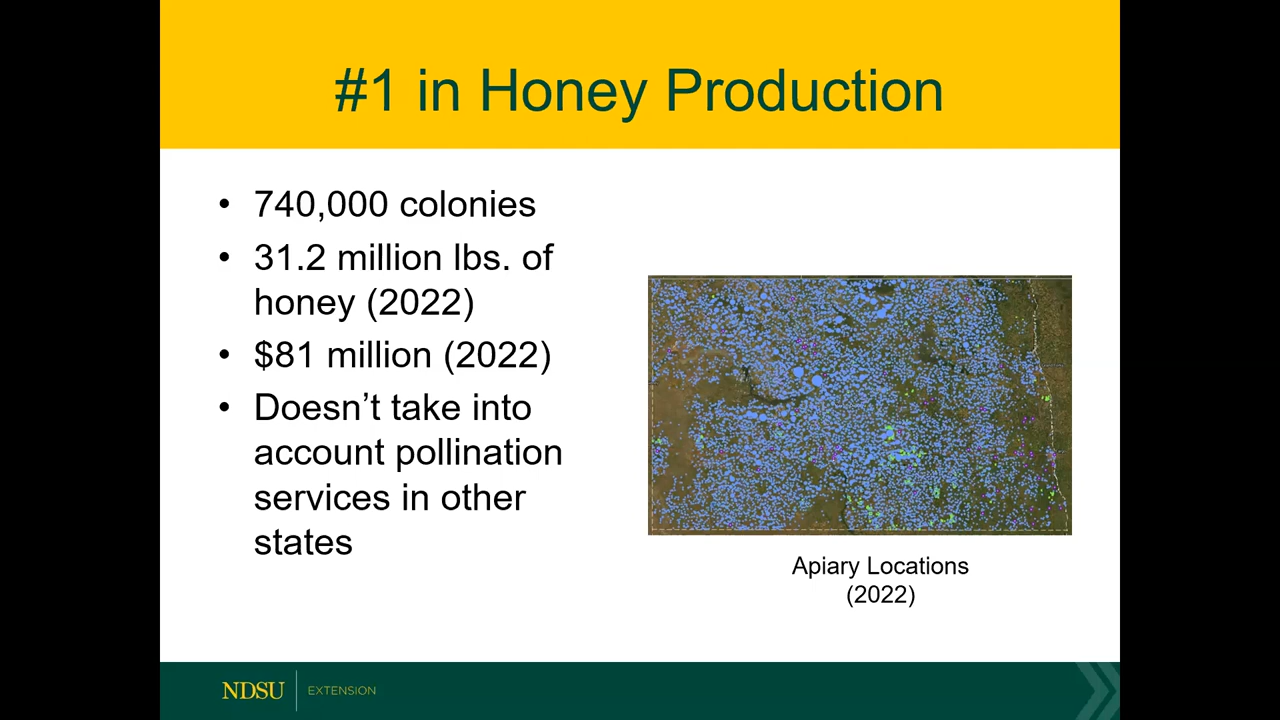 #1 in Honey Production
• 740,000 colonies
• 31.2 million lbs. of
honey (2022)
• $81 million (2022)
• Doesn’t take into
account pollination
services in other
states
Apiary Locations
(2022)
NDSU
EXTENSION